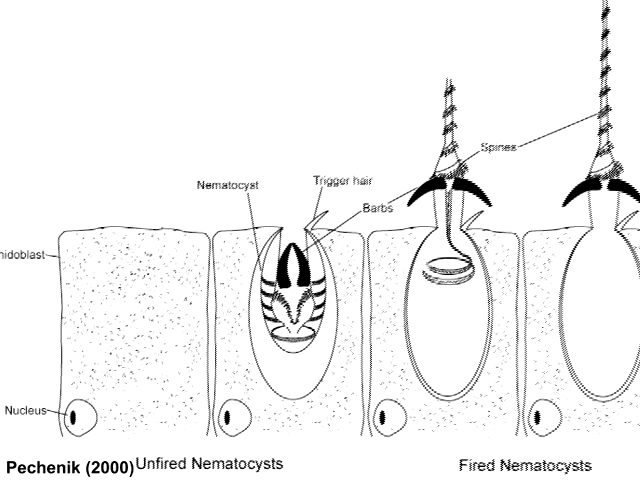 Spines
Nematocyst
Trigger hair
Barbs
nidoblast
Nucleus
Pechenik (2000)
Unfired Nematocysts
Fired Nematocysts